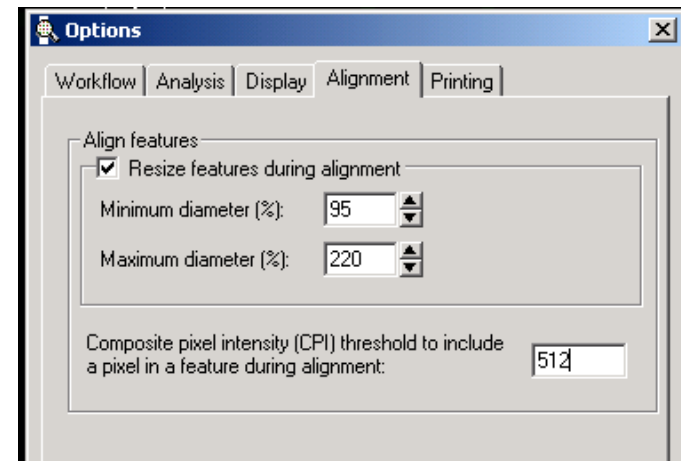 Options
Workflow Analysis Display Alignment Printing
Align features
Resize features during alignment
Minimum diameter (%): 95
Maximum diameter (%): 220
Composite pixel intensity (CPI) threshold to include
a pixel in a feature during alignment: 512